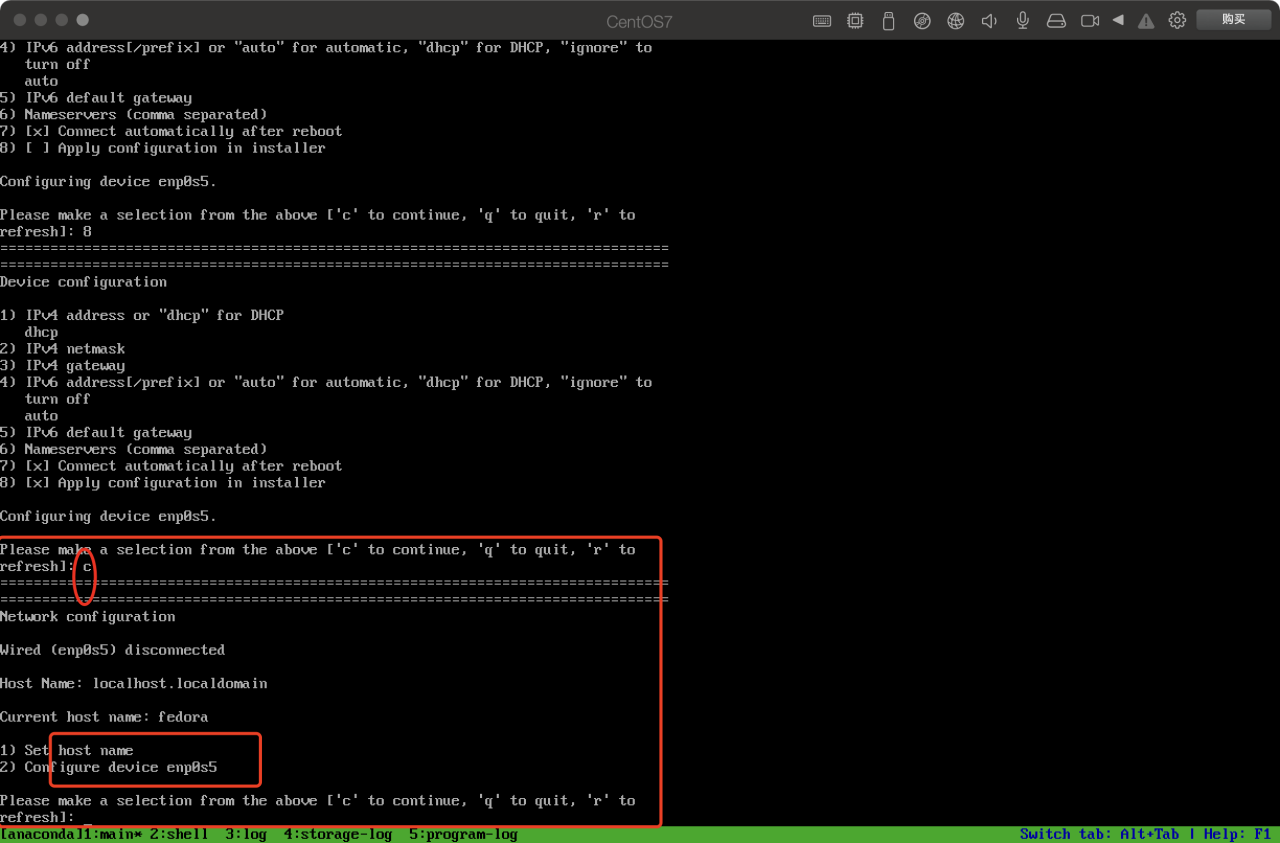 CentOS7
购买
4) IPv6 address[/prefix] or "auto" for automatic, "dhcp" for DHCP, "ignore" to
turn off
auto
5) IPv6 default gateway
6) Nameservers (comma separated)
7) [x] Connect automatically after reboot
8) [ ] Apply configuration in installer
Configuring device enp0s5.
Please make a selection from the above ['c' to continue, 'q' to quit, 'r' to
refresh]: 8
================================================================================
================================================================================
Device configuration
1) IPv4 address or "dhcp" for DHCP
dhcp
2) IPv4 netmask
3) IPv4 gateway
4) IPv6 address[/prefix] or "auto" for automatic, "dhcp" for DHCP, "ignore" to
turn off
auto
5) IPv6 default gateway
6) Nameservers (comma separated)
7) [x] Connect automatically after reboot
8) [x] Apply configuration in installer
Configuring device enp0s5.
Please make a selection from the above ['c' to continue, 'q' to quit, 'r' to
refresh]: c
================================================================================
================================================================================
Network configuration
Wired (enp0s5) disconnected
Host Name: localhost.localdomain
Current host name: fedora
1) Set host name
2) Configure device enp0s5
Please make a selection from the above ['c' to continue, 'q' to quit, 'r' to
refresh]: _
[anaconda]1:main* 2:shell  3:log  4:storage-log  5:program-log
Switch tab: Alt+Tab | Help: F1